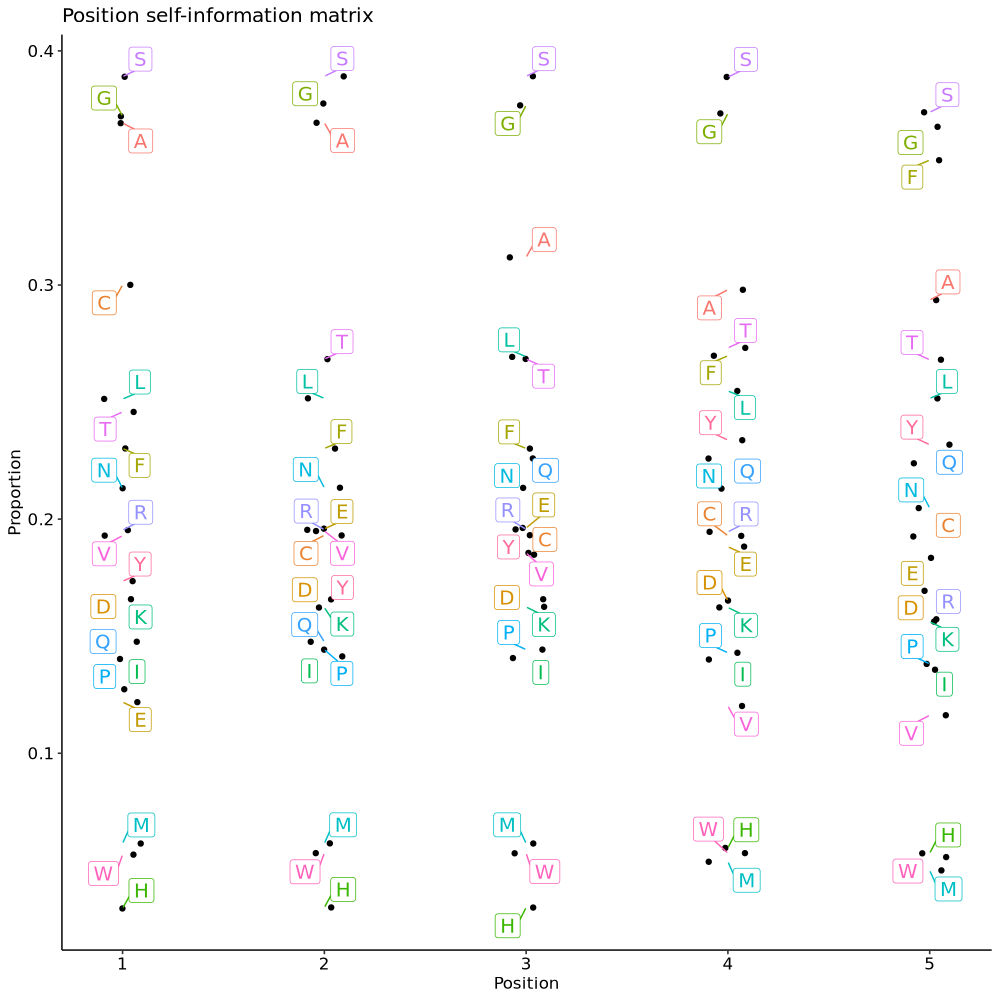 Position self-information matrix
0.4
S
S
S
S
S
G
G
G
G
G
A
A
F
A
0.3
C
A
A
T
T
T
L
L
L
T
F
L
L
T
F
F
Y
Y
F
N
N
N
Q
N
Q
Q
N
0.2
R
R
E
R
E
C
R
C
V
C
V
Y
C
V
E
Y
D
Y
D
E
D
K
K
D
K
K
D
R
Q
Q
P
P
K
P
P
I
I
P
I
I
I
E
V
V
0.1
M
M
M
W
H
H
W
W
W
M
W
M
H
H
H
1
2
3
4
5
Proportion
Position